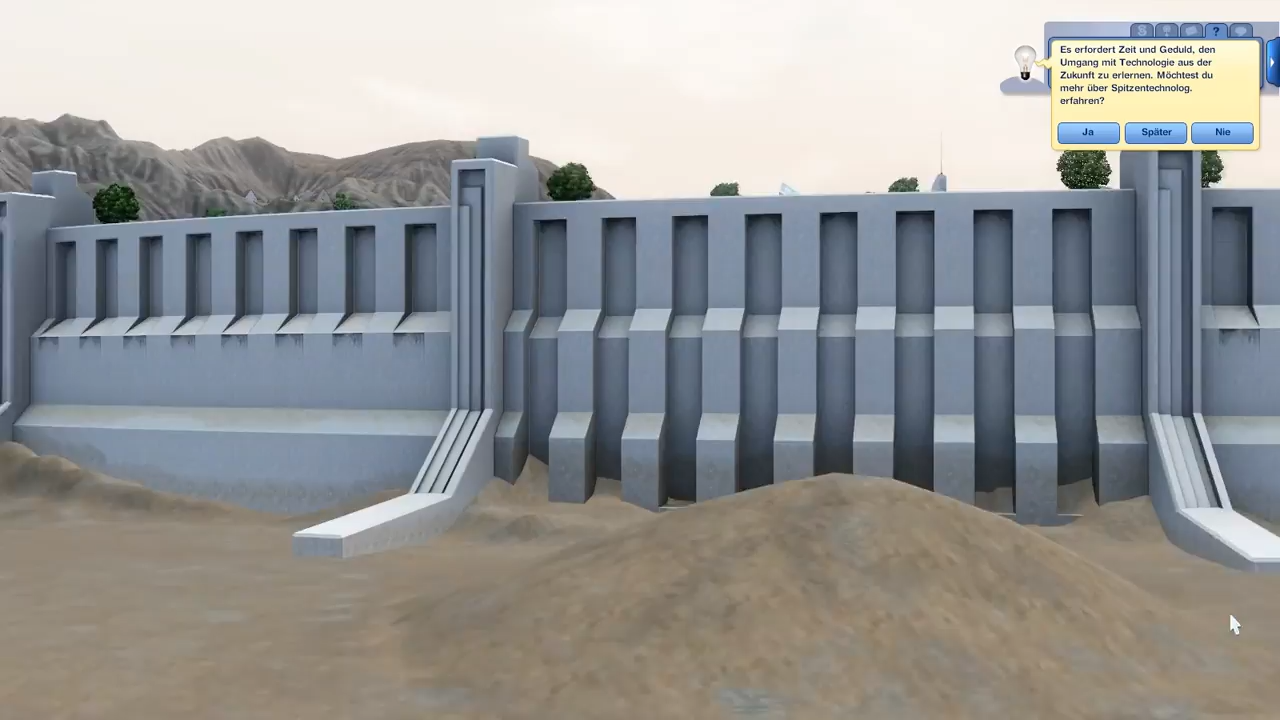 ?
Es erfordert Zeit und Geduld, den
Umgang mit Technologie aus der
Zukunft zu erlernen. Möchtest du
mehr über Spitzentechnolog.
erfahren?
Ja
Später
Nie